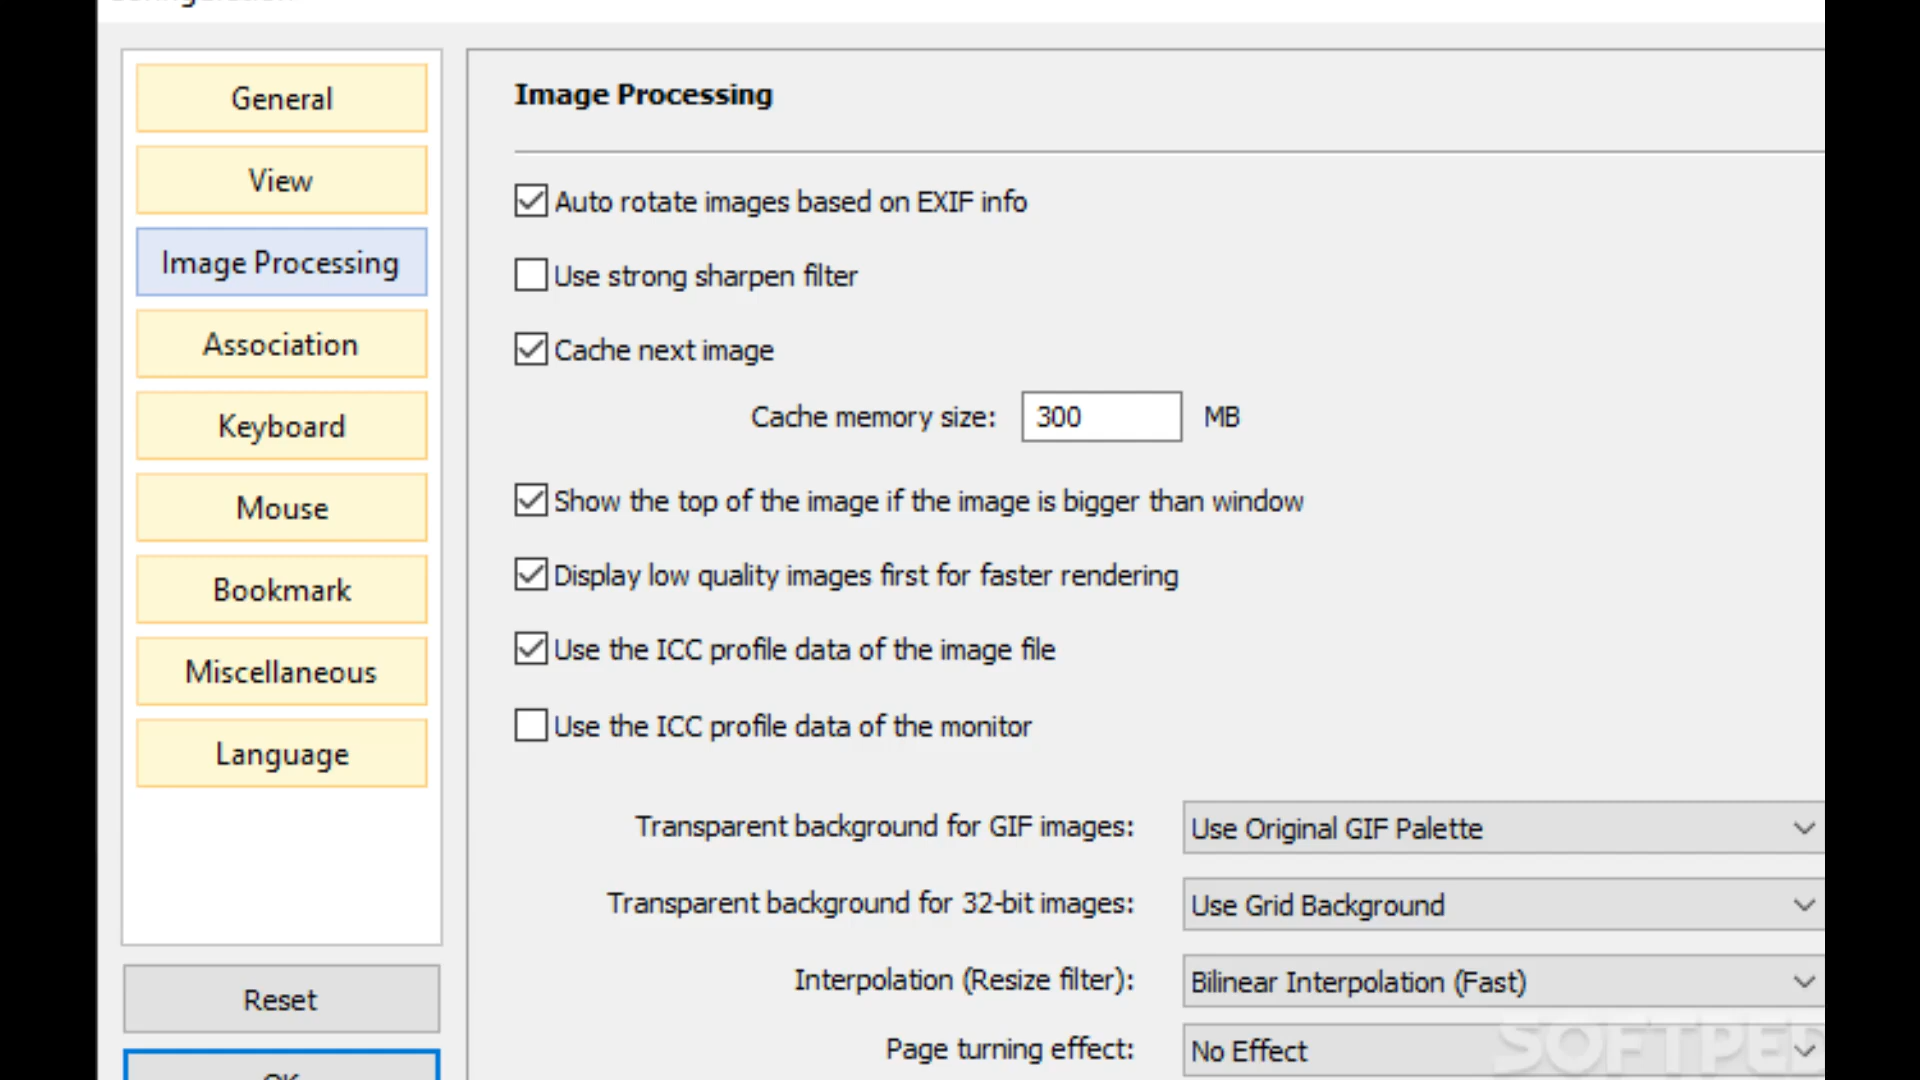 General
View
Image Processing
Association
Keyboard
Mouse
Bookmark
Miscellaneous
Language
Reset
OK
Image Processing
Auto rotate images based on EXIF info
Use strong sharpen filter
Cache next image
Cache memory size: 300 MB
Show the top of the image if the image is bigger than window
Display low quality images first for faster rendering
Use the ICC profile data of the image file
Use the ICC profile data of the monitor
Transparent background for GIF images: Use Original GIF Palette
Transparent background for 32-bit images: Use Grid Background
Interpolation (Resize filter): Bilinear Interpolation (Fast)
Page turning effect: No Effect
SOFTPED